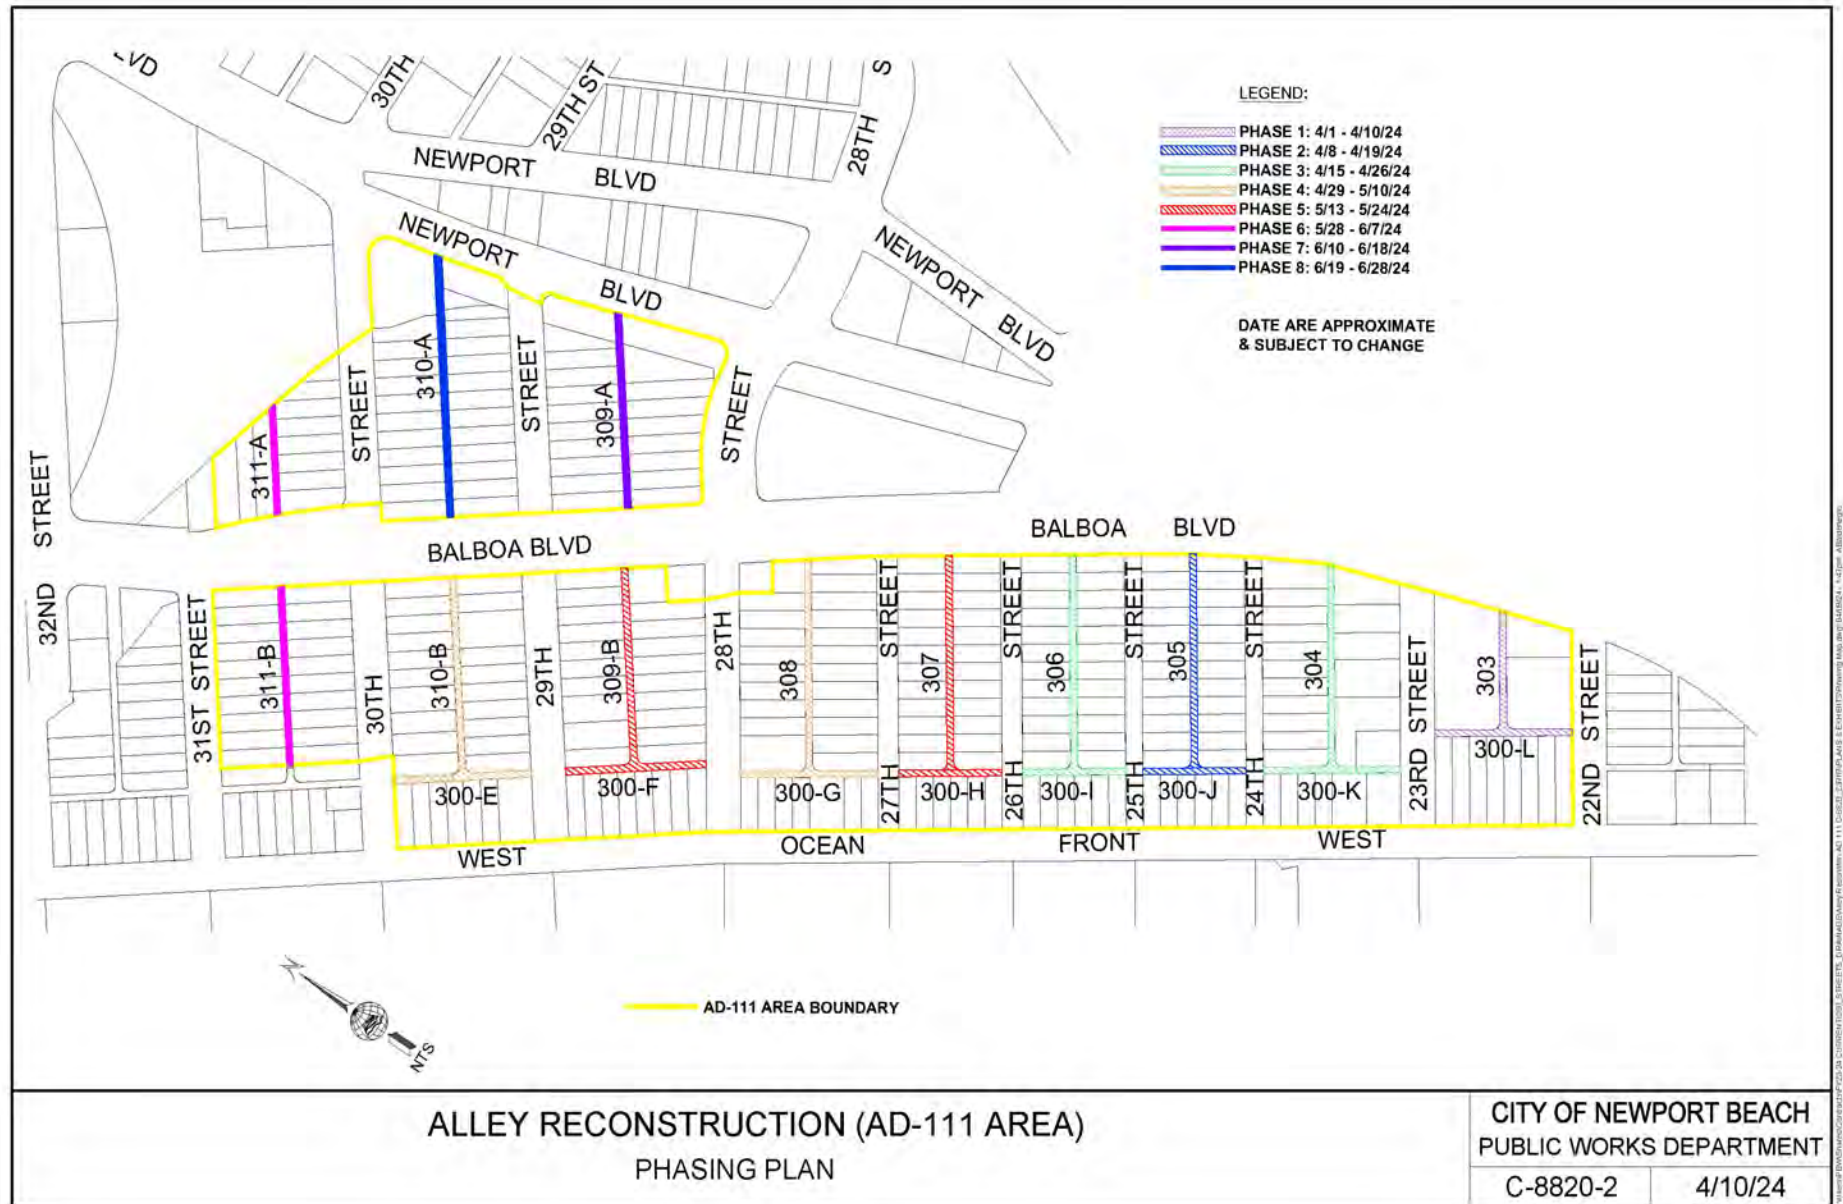 LVD
30TH
29TH ST
S
28TH
NEWPORT BLVD
NEWPORT BLVD
NEWPORT BLVD
LEGEND:
PHASE 1: 4/1 - 4/10/24
PHASE 2: 4/8 - 4/19/24
PHASE 3: 4/15 - 4/26/24
PHASE 4: 4/29 - 5/10/24
PHASE 5: 5/13 - 5/24/24
PHASE 6: 5/28 - 6/7/24
PHASE 7: 6/10 - 6/18/24
PHASE 8: 6/19 - 6/28/24
DATE ARE APPROXIMATE
& SUBJECT TO CHANGE
311-A
STREET
310-A
STREET
309-A
STREET
32ND STREET
BALBOA BLVD
BALBOA BLVD
31ST STREET
311-B
30TH
310-B
29TH
309-B
28TH
308
27TH STREET
307
26TH STREET
306
25TH STREET
305
24TH STREET
304
23RD STREET
303
22ND STREET
300-E
300-F
300-G
300-H
300-I
300-J
300-K
300-L
WEST OCEAN FRONT WEST
N
NTS
AD-111 AREA BOUNDARY
ALLEY RECONSTRUCTION (AD-111 AREA)
PHASING PLAN
CITY OF NEWPORT BEACH
PUBLIC WORKS DEPARTMENT
C-8820-2
4/10/24